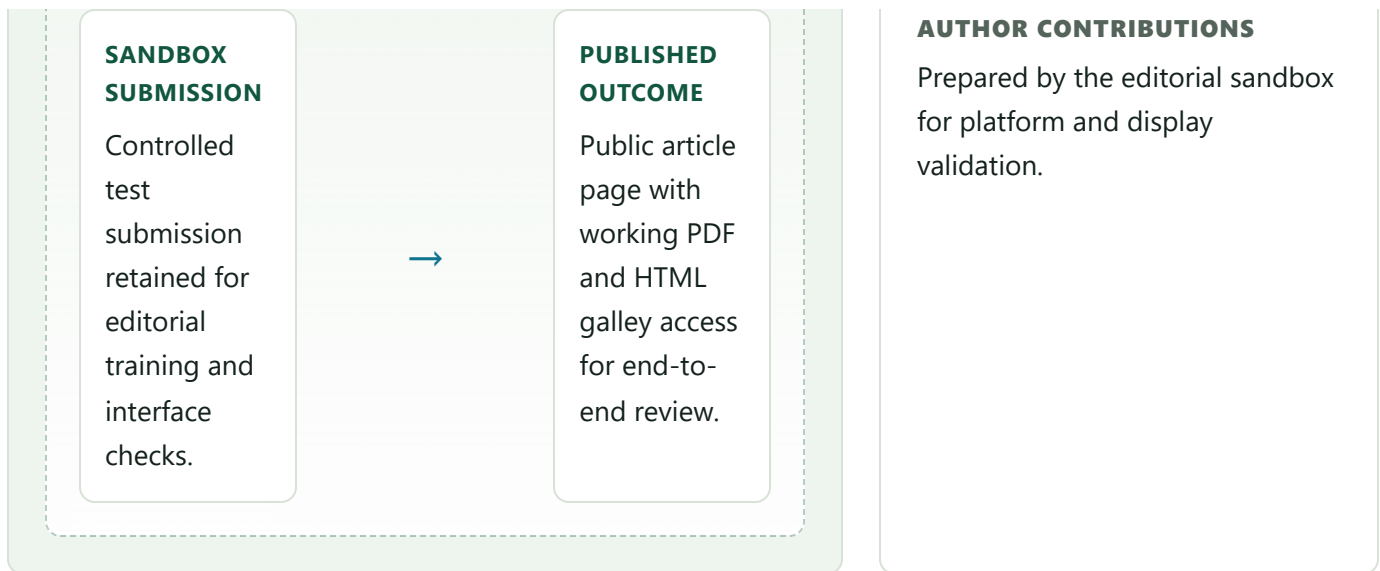 SANDBOX
SUBMISSION
Controlled
test
submission
retained for
editorial
training and
interface
checks.
→
PUBLISHED
OUTCOME
Public article
page with
working PDF
and HTML
galley access
for end-to-
end review.
AUTHOR CONTRIBUTIONS
Prepared by the editorial sandbox
for platform and display
validation.